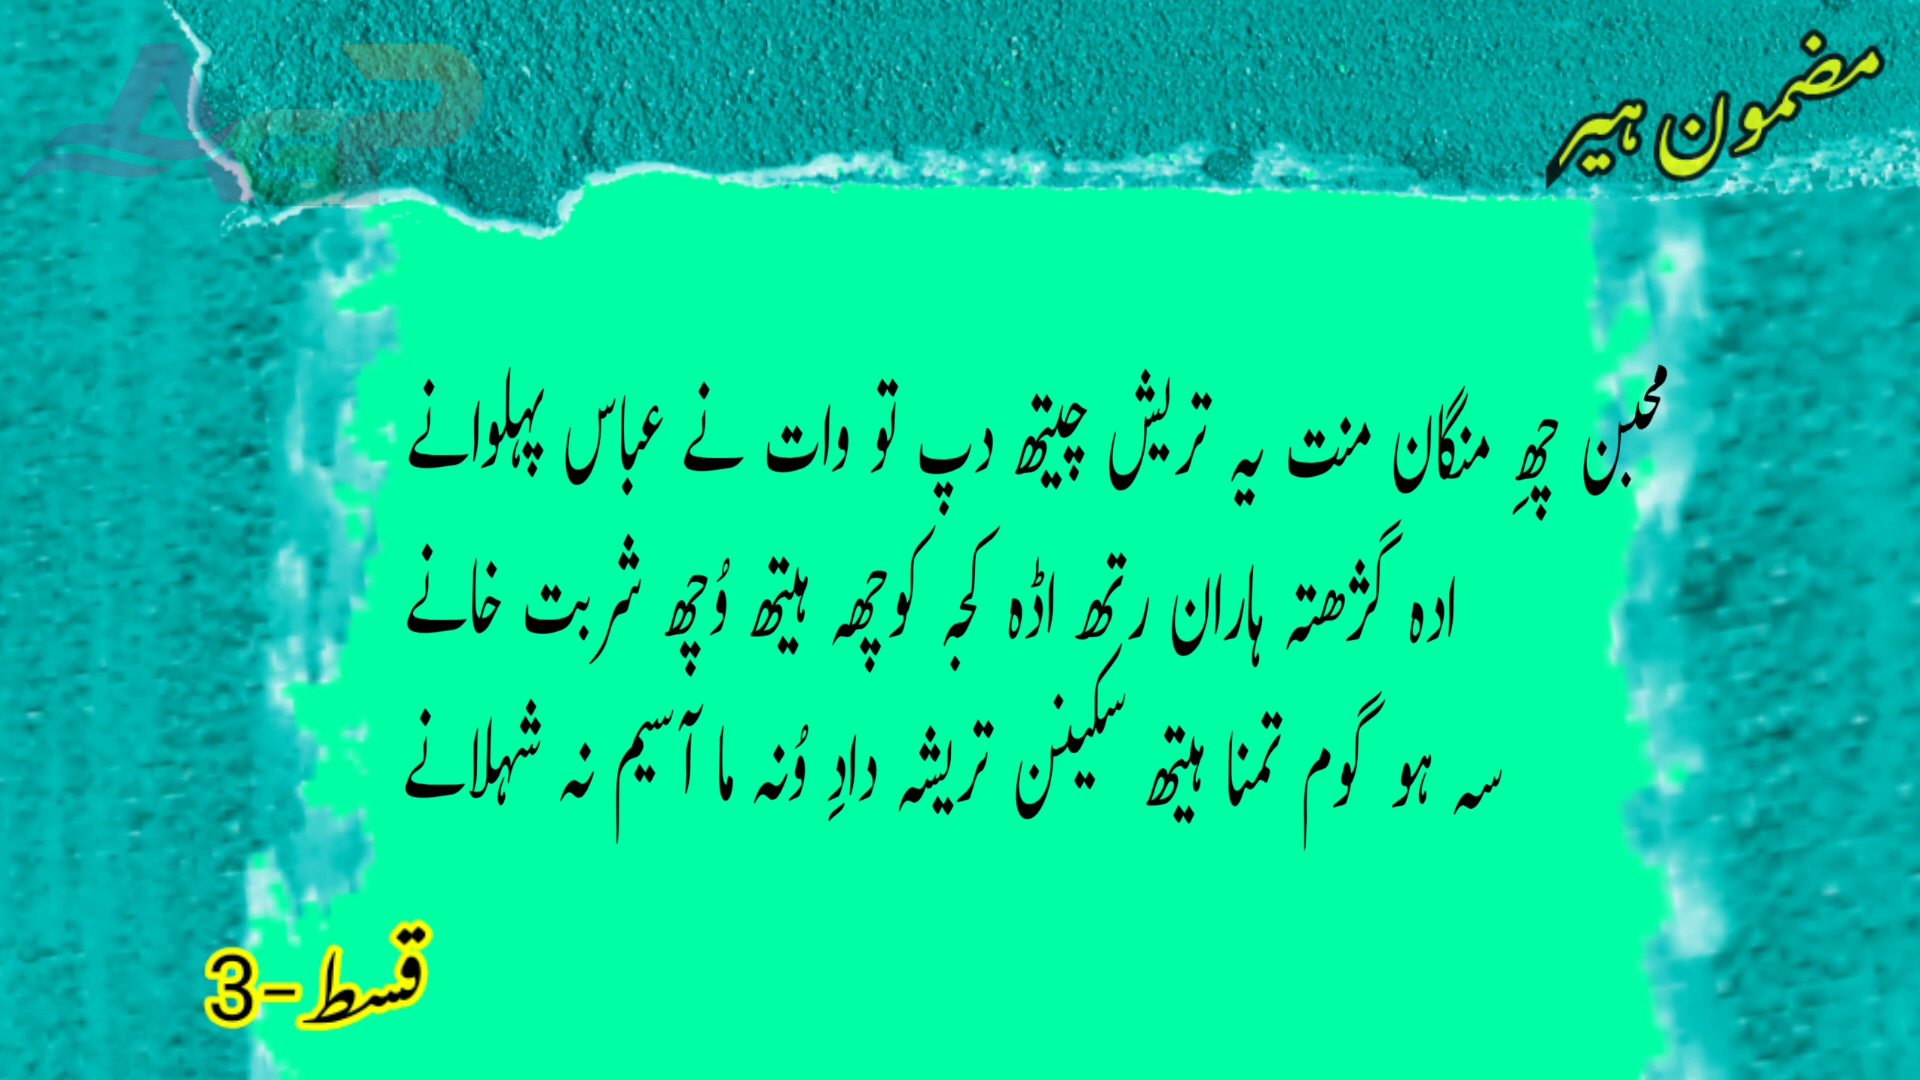 مضمون ہیر
محبن چھِ منگان منت یہ تریش چیتھ دپ تو وات نے عباس پہلوانے
ادہ گژھتہ ہاران رتھ اڈہ کجہ کوچھہ ہیتھ وُچھ شربت خانے
سہ ہو گوم تمنا ہیتھ سکینن تریشہ دادِ وُنہ ما آسیم نہ شہلانے
قسط-3